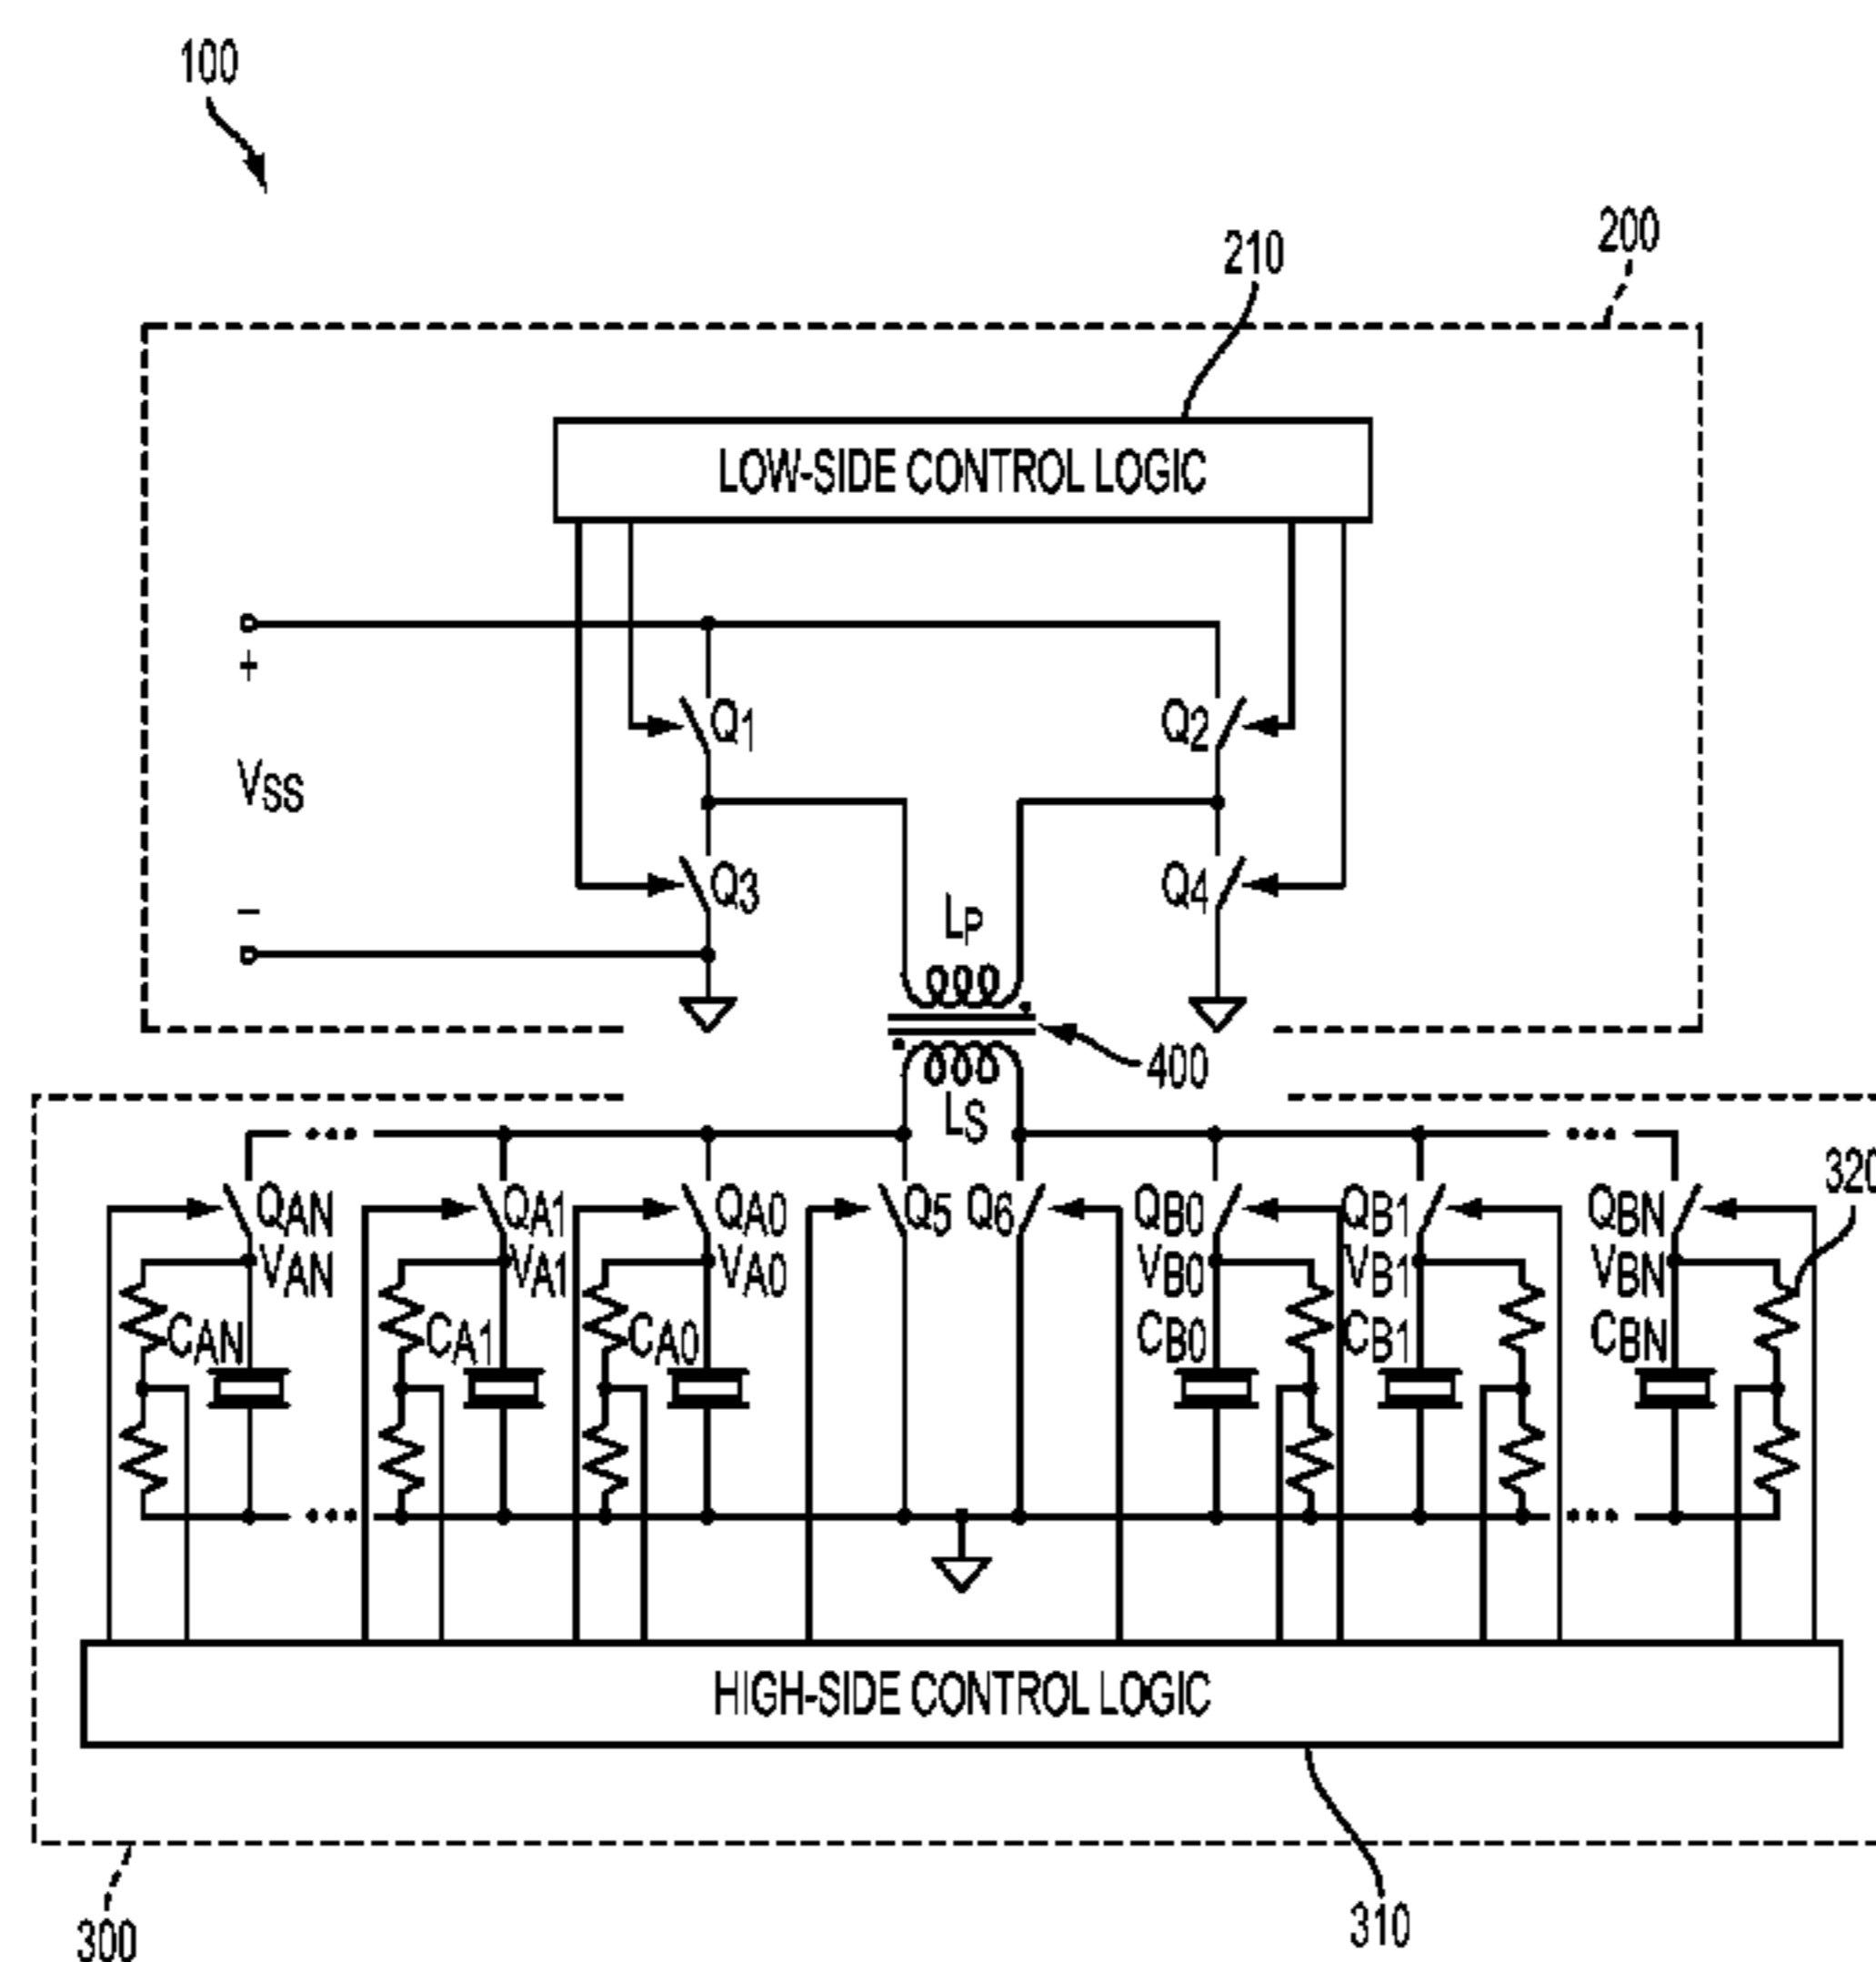 100
200
210
LOW-SIDE CONTROL LOGIC
+
Q1
Q2
VSS
Q3
Q4
−
LP
400
LS
320
QAN
QA1
QA0
Q5
Q6
QB0
QB1
QBN
VAN
VA1
VA0
VB0
VB1
VBN
CAN
CA1
CA0
CB0
CB1
CBN
HIGH-SIDE CONTROL LOGIC
300
310